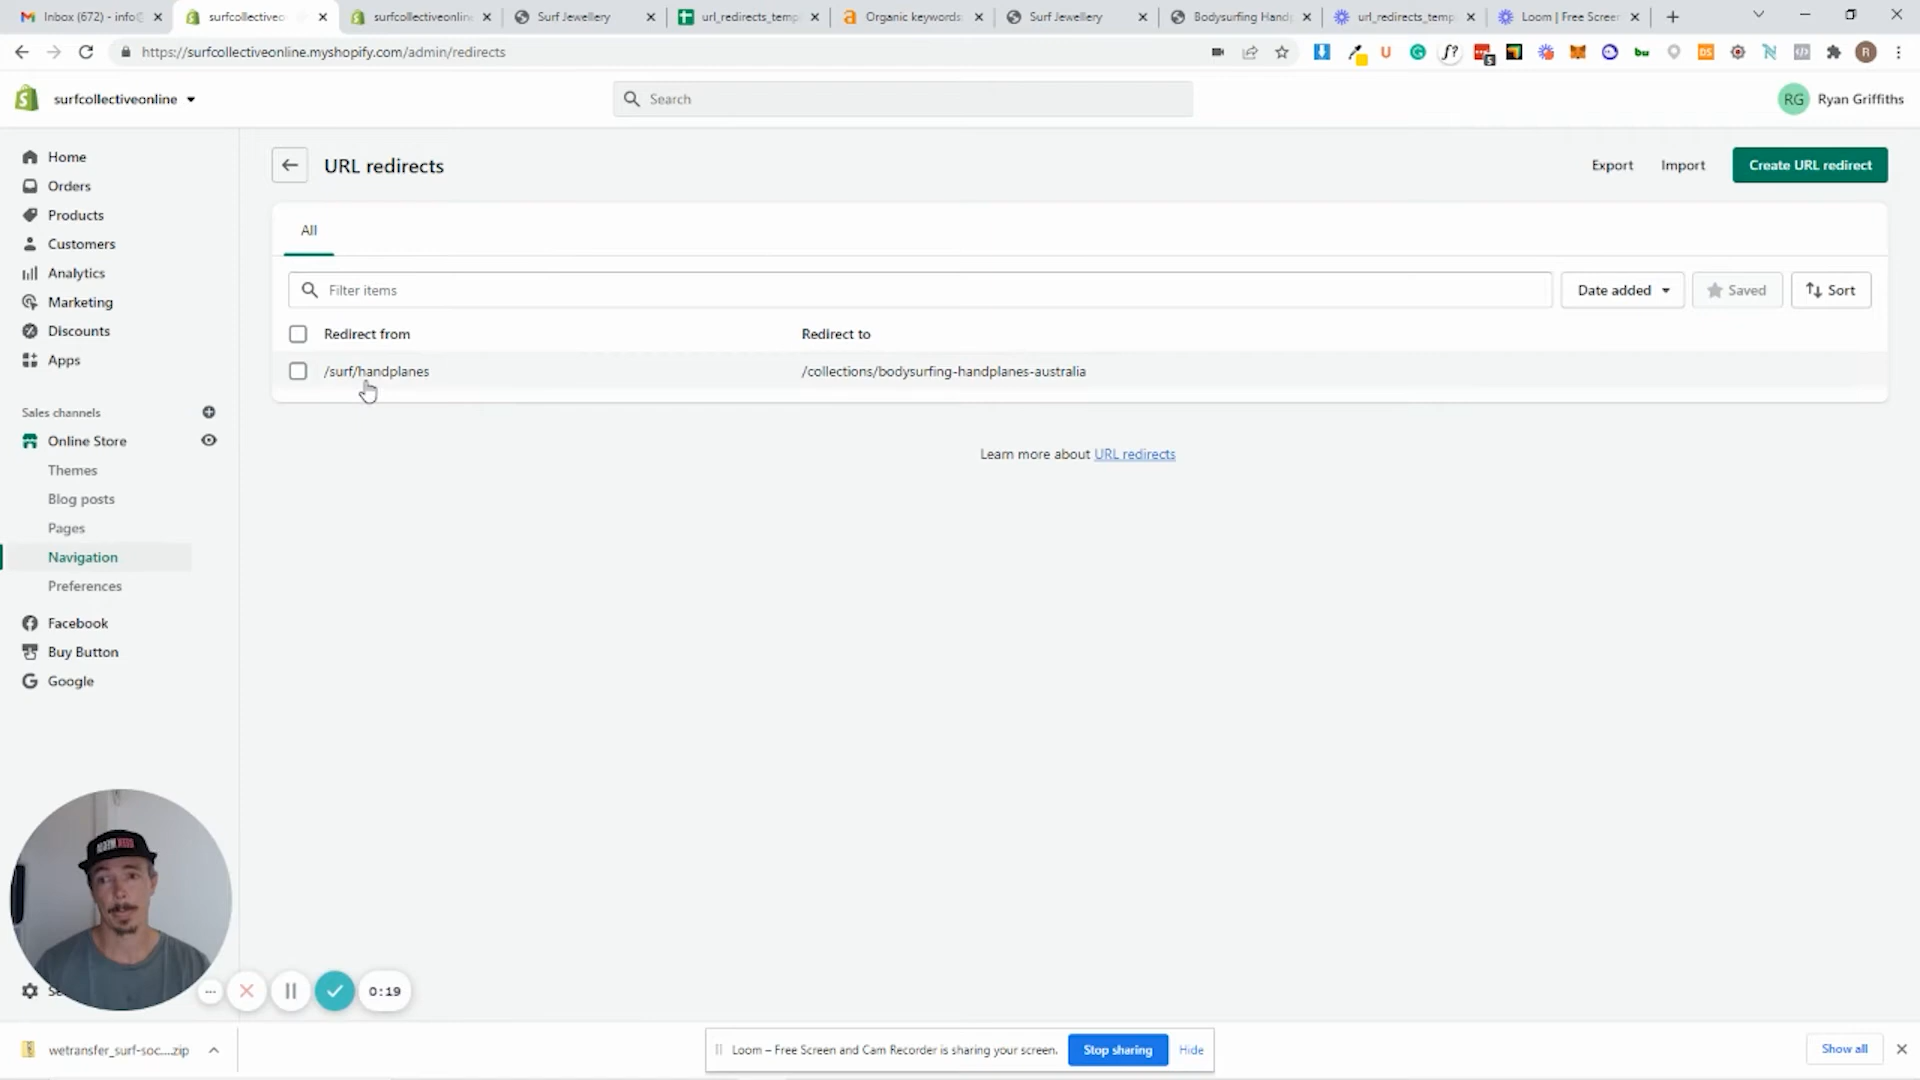 Inbox (672) - info@
surfcollectiveo
surfcollectiveonline
Surf Jewellery
url_redirects_temp
Organic keywords
Surf Jewellery
Bodysurfing Handp
url_redirects_temp
Loom | Free Screen
https://surfcollectiveonline.myshopify.com/admin/redirects
surfcollectiveonline
Search
RG Ryan Griffiths
Home
Orders
Products
Customers
Analytics
Marketing
Discounts
Apps
Sales channels
Online Store
Themes
Blog posts
Pages
Navigation
Preferences
Facebook
Buy Button
Google
URL redirects
Export
Import
Create URL redirect
All
Filter items
Date added
Saved
Sort
Redirect from
Redirect to
/surf/handplanes
/collections/bodysurfing-handplanes-australia
Learn more about URL redirects
0:19
wetransfer_surf-soc....zip
Loom – Free Screen and Cam Recorder is sharing your screen.
Stop sharing
Hide
Show all